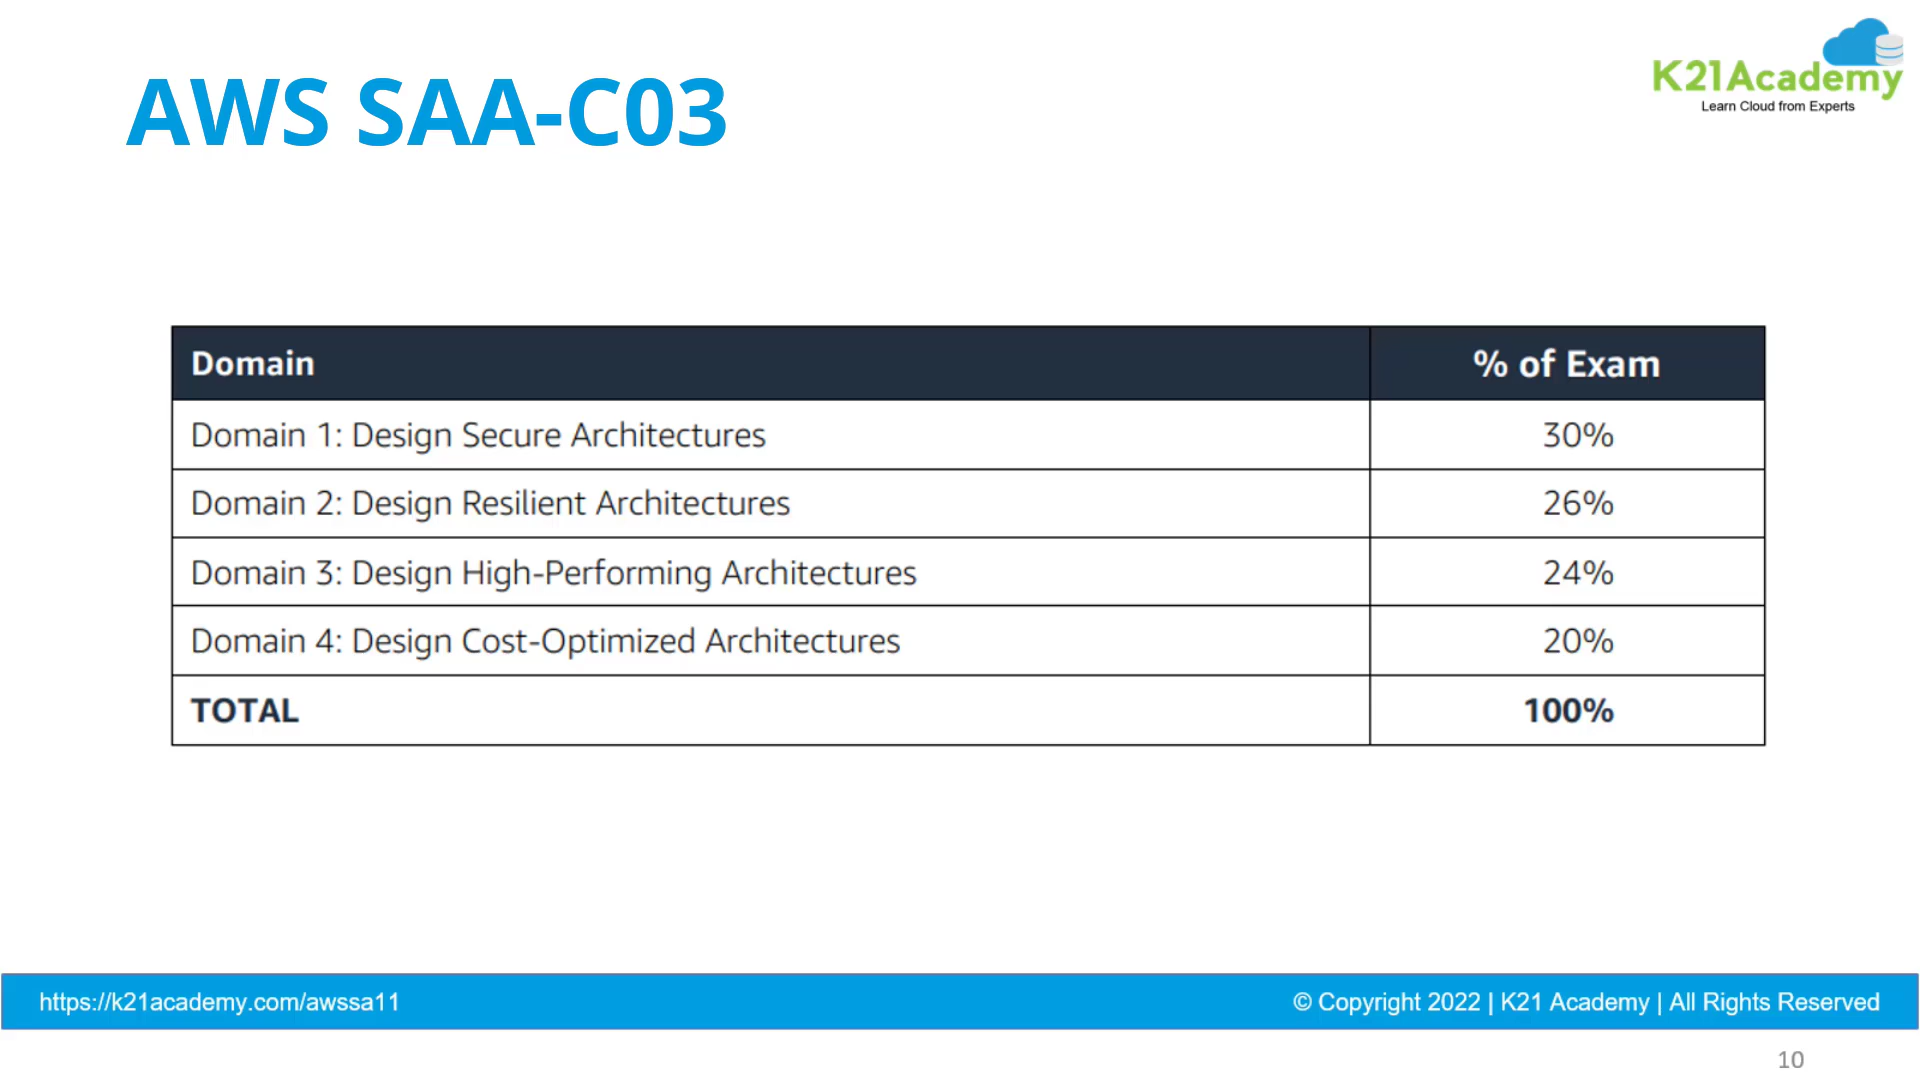 AWS SAA-C03
K21Academy
Learn Cloud from Experts
Domain % of Exam
Domain 1: Design Secure Architectures 30%
Domain 2: Design Resilient Architectures 26%
Domain 3: Design High-Performing Architectures 24%
Domain 4: Design Cost-Optimized Architectures 20%
TOTAL 100%
https://k21academy.com/awssa11 © Copyright 2022 | K21 Academy | All Rights Reserved
10